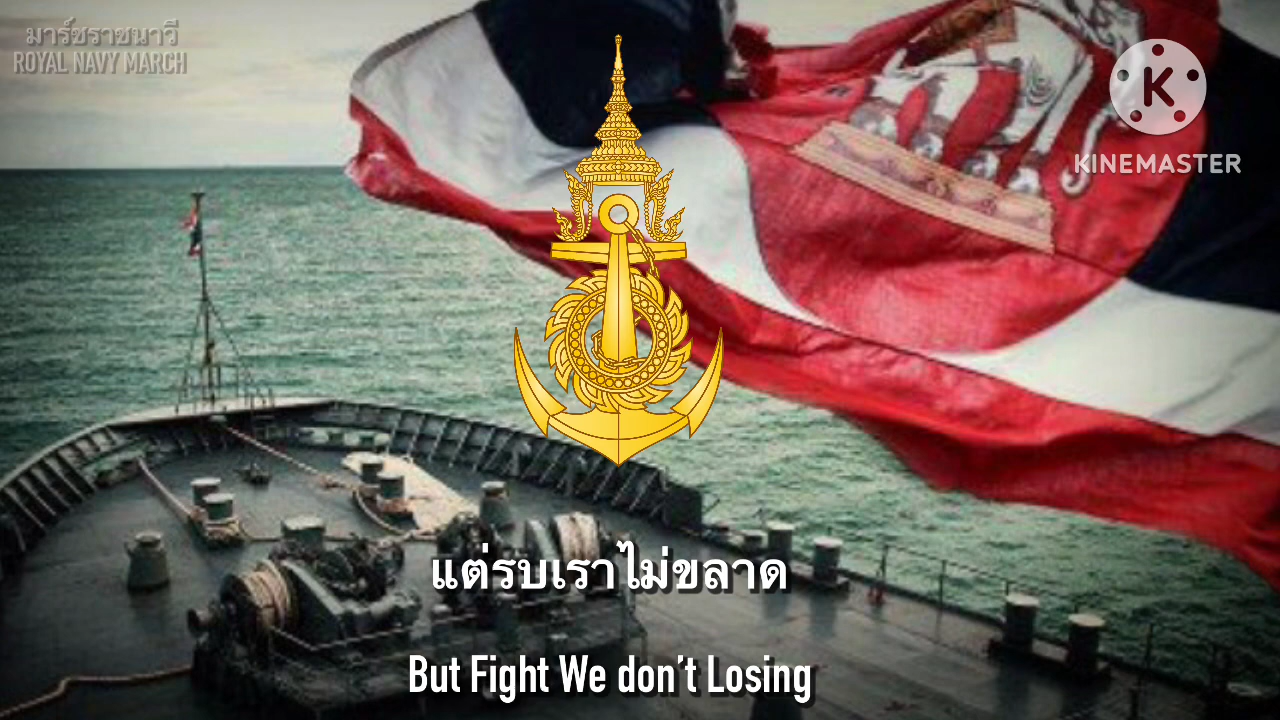 มาร์ชราชนาวี
ROYAL NAVY MARCH
K
KINEMASTER
แต่รบเราไม่ขลาด
But Fight We don't Losing